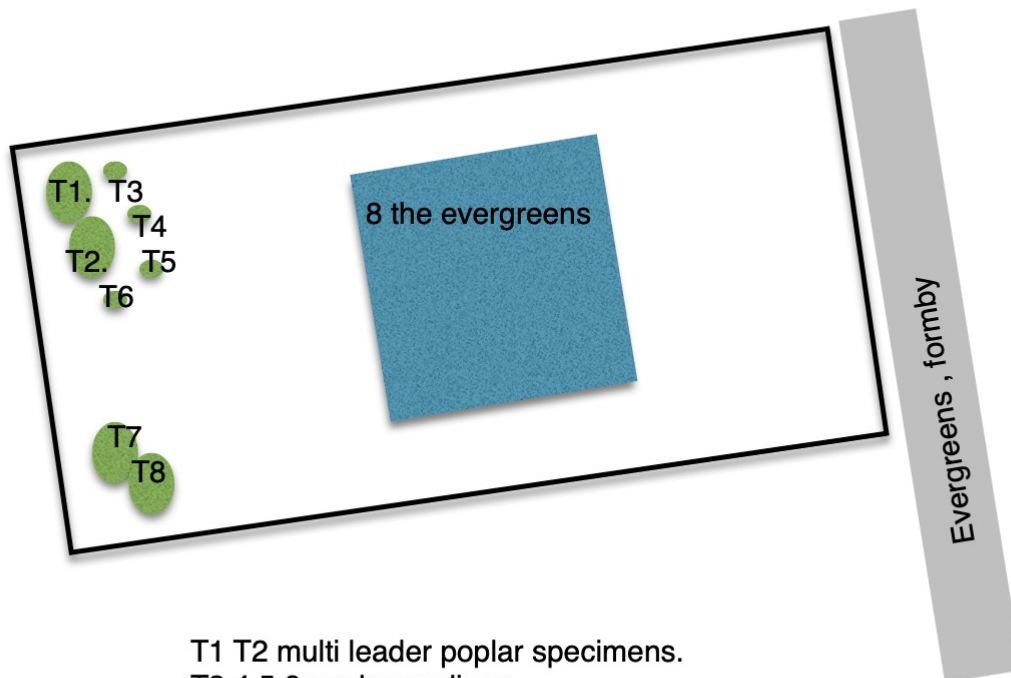 T1. T3
T4
T2. T5
T6
8 the evergreens
T7
T8
Evergreens , formby
T1 T2 multi leader poplar specimens.